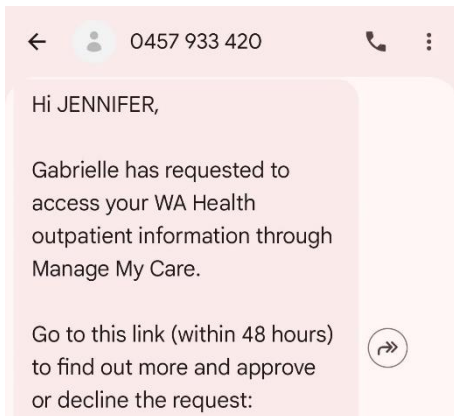 0457 933 420
Hi JENNIFER,
Gabrielle has requested to
access your WA Health
outpatient information through
Manage My Care.
Go to this link (within 48 hours)
to find out more and approve
or decline the request: